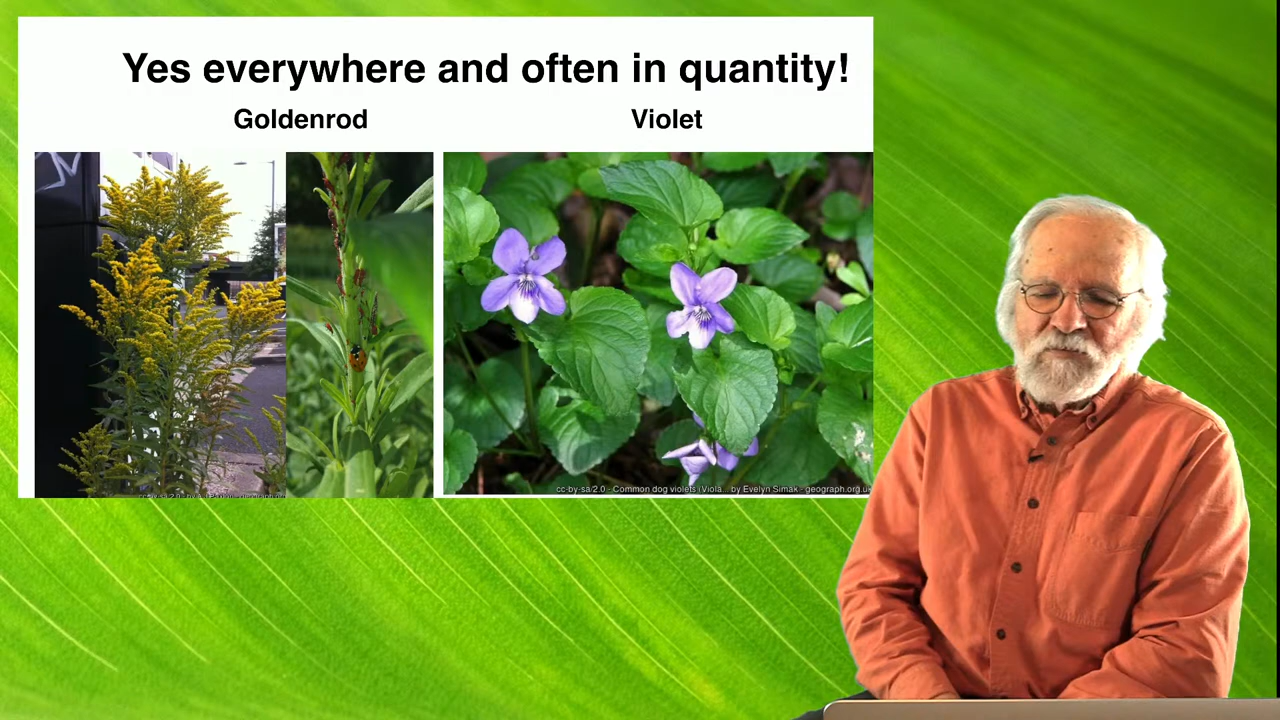 Yes everywhere and often in quantity!
Goldenrod
Violet
cc-by-sa/2.0 - Common dog violets (Viola... by Evelyn Simak - geograph.org.uk